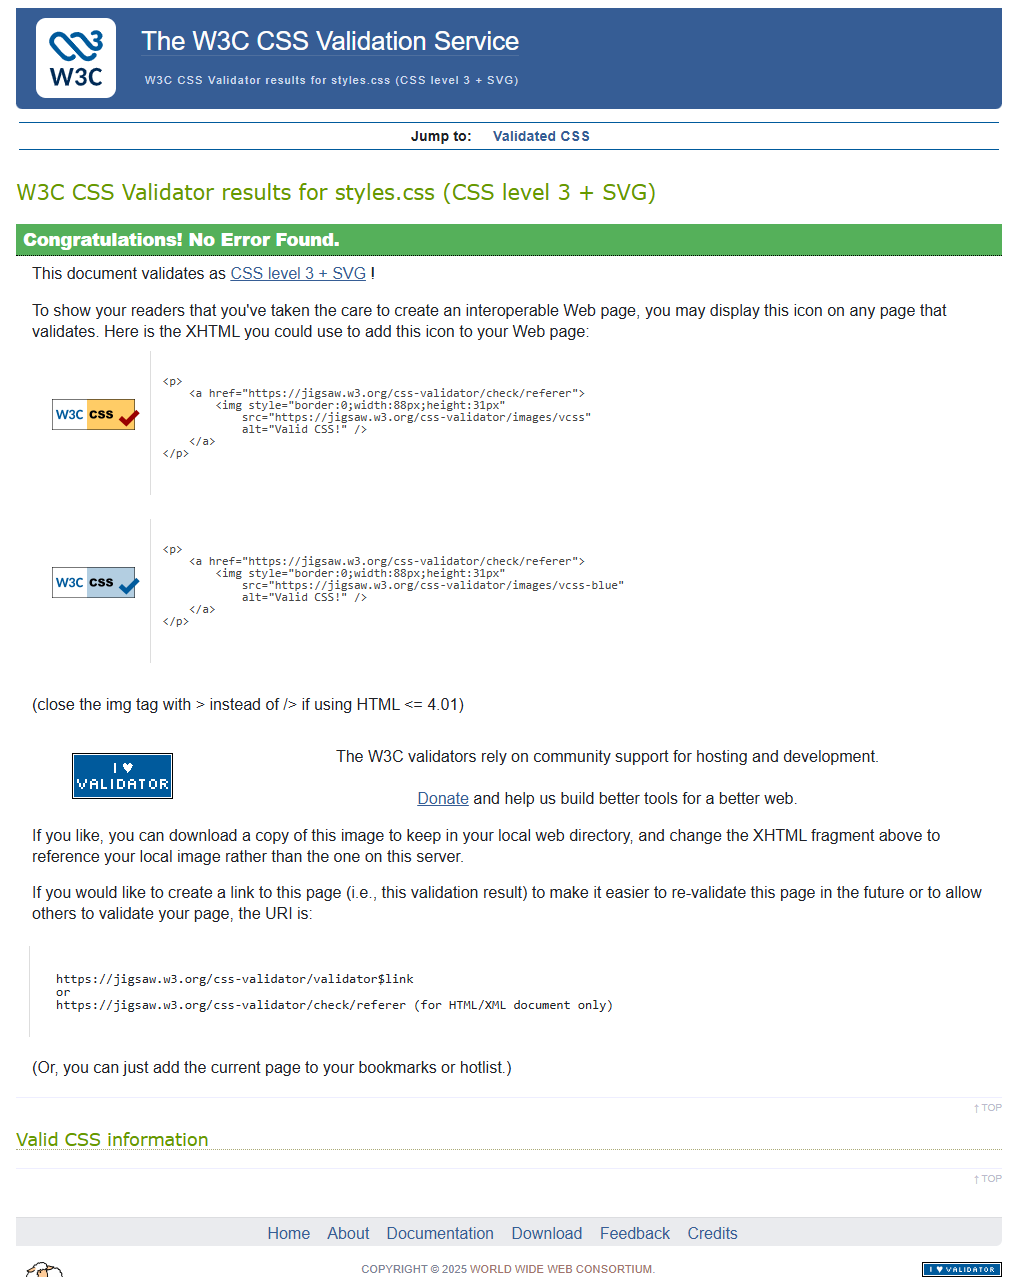 W3C
The W3C CSS Validation Service
W3C CSS Validator results for styles.css (CSS level 3 + SVG)
Jump to: Validated CSS
W3C CSS Validator results for styles.css (CSS level 3 + SVG)
Congratulations! No Error Found.
This document validates as CSS level 3 + SVG !
To show your readers that you've taken the care to create an interoperable Web page, you may display this icon on any page that
validates. Here is the XHTML you could use to add this icon to your Web page:
W3C css
<p>
    <a href="https://jigsaw.w3.org/css-validator/check/referer">
        <img style="border:0;width:88px;height:31px"
            src="https://jigsaw.w3.org/css-validator/images/vcss"
            alt="Valid CSS!" />
    </a>
</p>
W3C css
<p>
    <a href="https://jigsaw.w3.org/css-validator/check/referer">
        <img style="border:0;width:88px;height:31px"
            src="https://jigsaw.w3.org/css-validator/images/vcss-blue"
            alt="Valid CSS!" />
    </a>
</p>
(close the img tag with > instead of /> if using HTML <= 4.01)
I ♥
VALIDATOR
The W3C validators rely on community support for hosting and development.
Donate and help us build better tools for a better web.
If you like, you can download a copy of this image to keep in your local web directory, and change the XHTML fragment above to
reference your local image rather than the one on this server.
If you would like to create a link to this page (i.e., this validation result) to make it easier to re-validate this page in the future or to allow
others to validate your page, the URI is:
https://jigsaw.w3.org/css-validator/validator$link
or
https://jigsaw.w3.org/css-validator/check/referer (for HTML/XML document only)
(Or, you can just add the current page to your bookmarks or hotlist.)
↑ TOP
Valid CSS information
↑ TOP
Home About Documentation Download Feedback Credits
COPYRIGHT © 2025 WORLD WIDE WEB CONSORTIUM.
I ♥ VALIDATOR